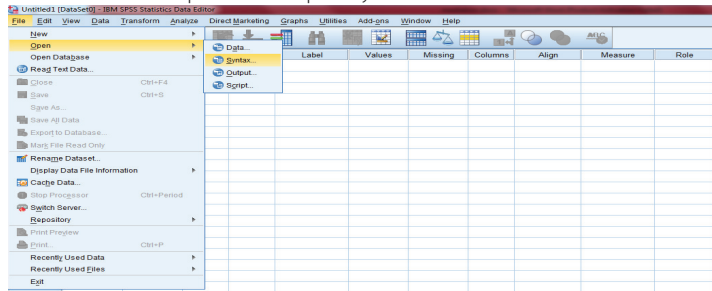 Untitled1 [DataSet0] - IBM SPSS Statistics Data Editor
File Edit View Data Transform Analyze Direct Marketing Graphs Utilities Add-ons Window Help
New
Open
Data...
Open Database
Syntax...
Label Values Missing Columns Align Measure Role
Read Text Data...
Output...
Close Ctrl+F4
Script...
Save Ctrl+S
Save As...
Save All Data
Export to Database...
Mark File Read Only
Rename Dataset...
Display Data File Information
Cache Data...
Stop Processor Ctrl+Period
Switch Server...
Repository
Print Preview
Print... Ctrl+P
Recently Used Data
Recently Used Files
Exit